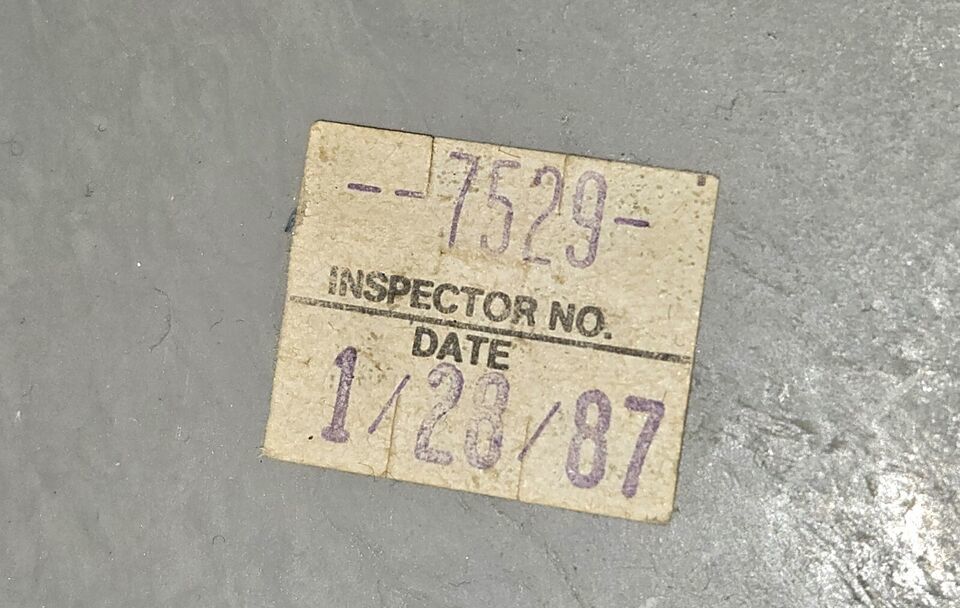 --7529-
INSPECTOR NO.
DATE
1/28/87